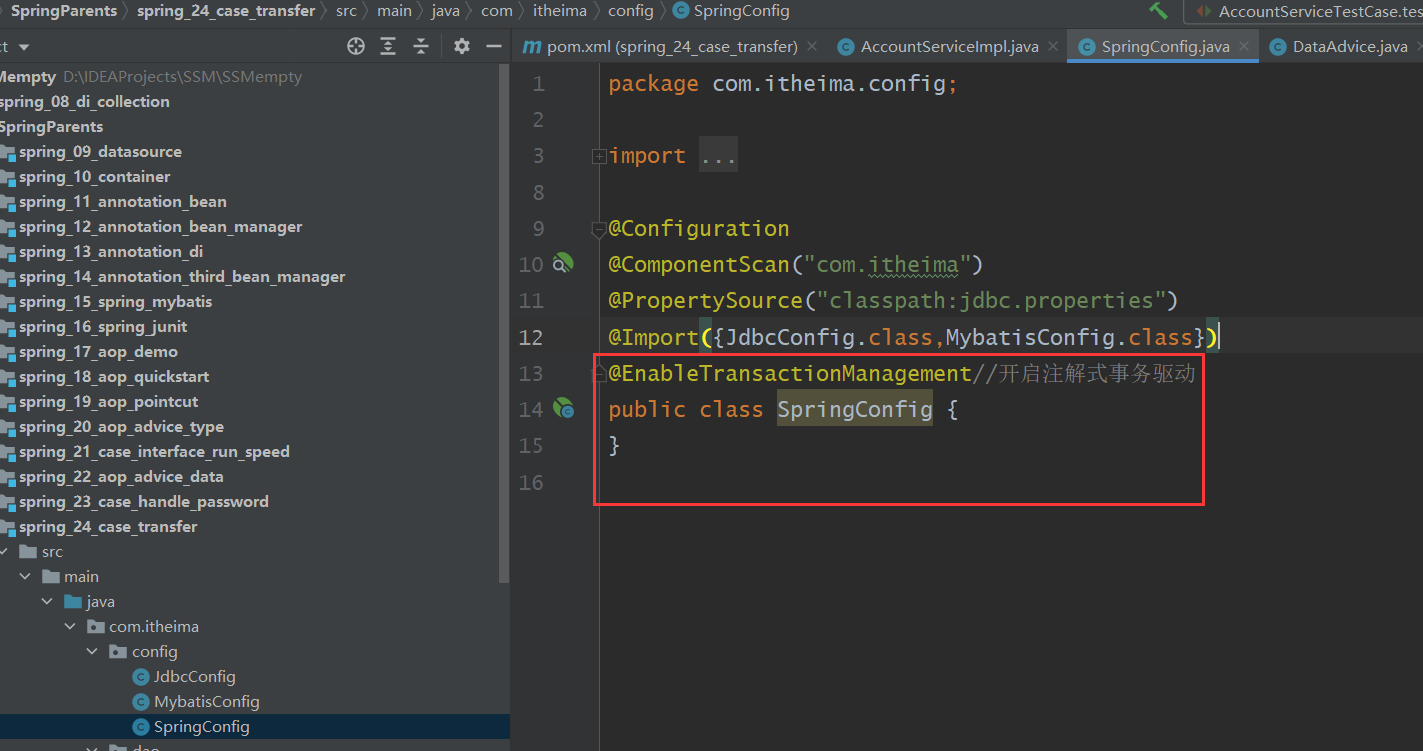 SpringParents spring_24_case_transfer src main java com itheima config SpringConfig AccountServiceTestCase.tes
ct
pom.xml (spring_24_case_transfer) AccountServiceImpl.java SpringConfig.java DataAdvice.java
Mempty D:\IDEAProjects\SSM\SSMempty
spring_08_di_collection
SpringParents
spring_09_datasource
spring_10_container
spring_11_annotation_bean
spring_12_annotation_bean_manager
spring_13_annotation_di
spring_14_annotation_third_bean_manager
spring_15_spring_mybatis
spring_16_spring_junit
spring_17_aop_demo
spring_18_aop_quickstart
spring_19_aop_pointcut
spring_20_aop_advice_type
spring_21_case_interface_run_speed
spring_22_aop_advice_data
spring_23_case_handle_password
spring_24_case_transfer
src
main
java
com.itheima
config
JdbcConfig
MybatisConfig
SpringConfig
dao
1 package com.itheima.config;
2
3 import ...
8
9 @Configuration
10 @ComponentScan("com.itheima")
11 @PropertySource("classpath:jdbc.properties")
12 @Import({JdbcConfig.class,MybatisConfig.class})
13 @EnableTransactionManagement//开启注解式事务驱动
14 public class SpringConfig {
15 }
16